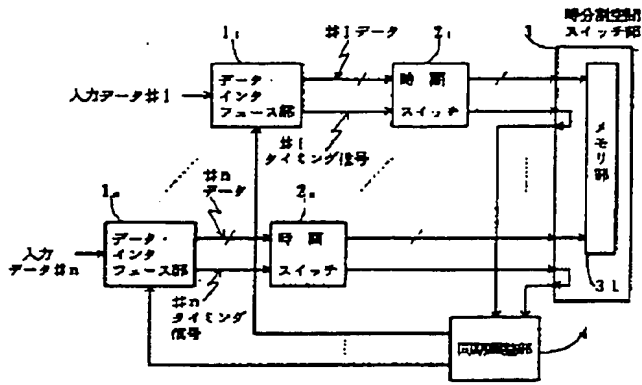 時分割空間
スイッチ部
1₁
#1データ
2₁
3
入力データ#1
データ・
インタ
フェース部
時間
スイッチ
メモリ部
#1
タイミング信号
#n
データ
1ₙ
2ₙ
入力
データ#n
データ・
インタ
フェース部
時間
スイッチ
31
#n
タイミング
信号
4